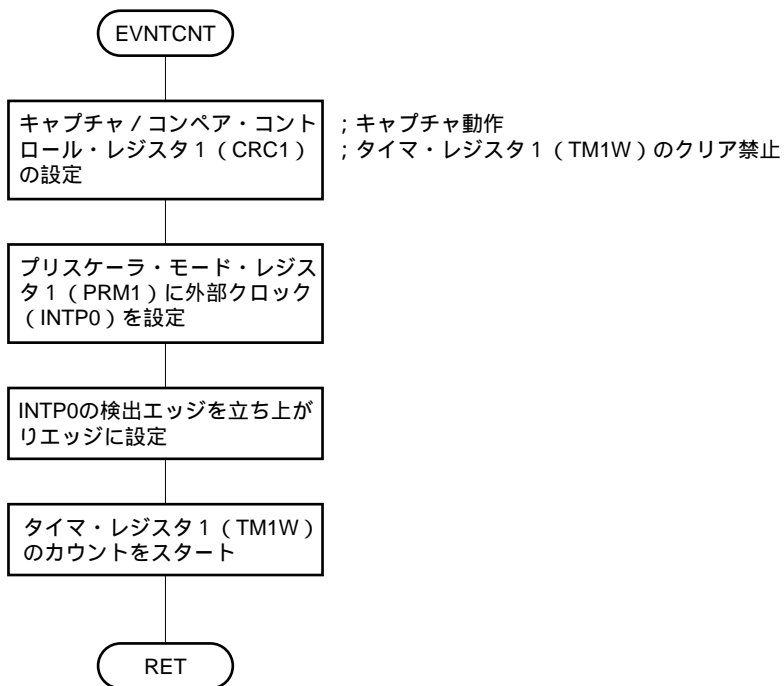 EVNTCNT
キャプチャ／コンペア・コント
ロール・レジスタ１（CRC1）
の設定
；キャプチャ動作
；タイマ・レジスタ１（TM1W）のクリア禁止
プリスケーラ・モード・レジス
タ１（PRM1）に外部クロック
（INTP0）を設定
INTP0の検出エッジを立ち上が
りエッジに設定
タイマ・レジスタ１（TM1W）
のカウントをスタート
RET